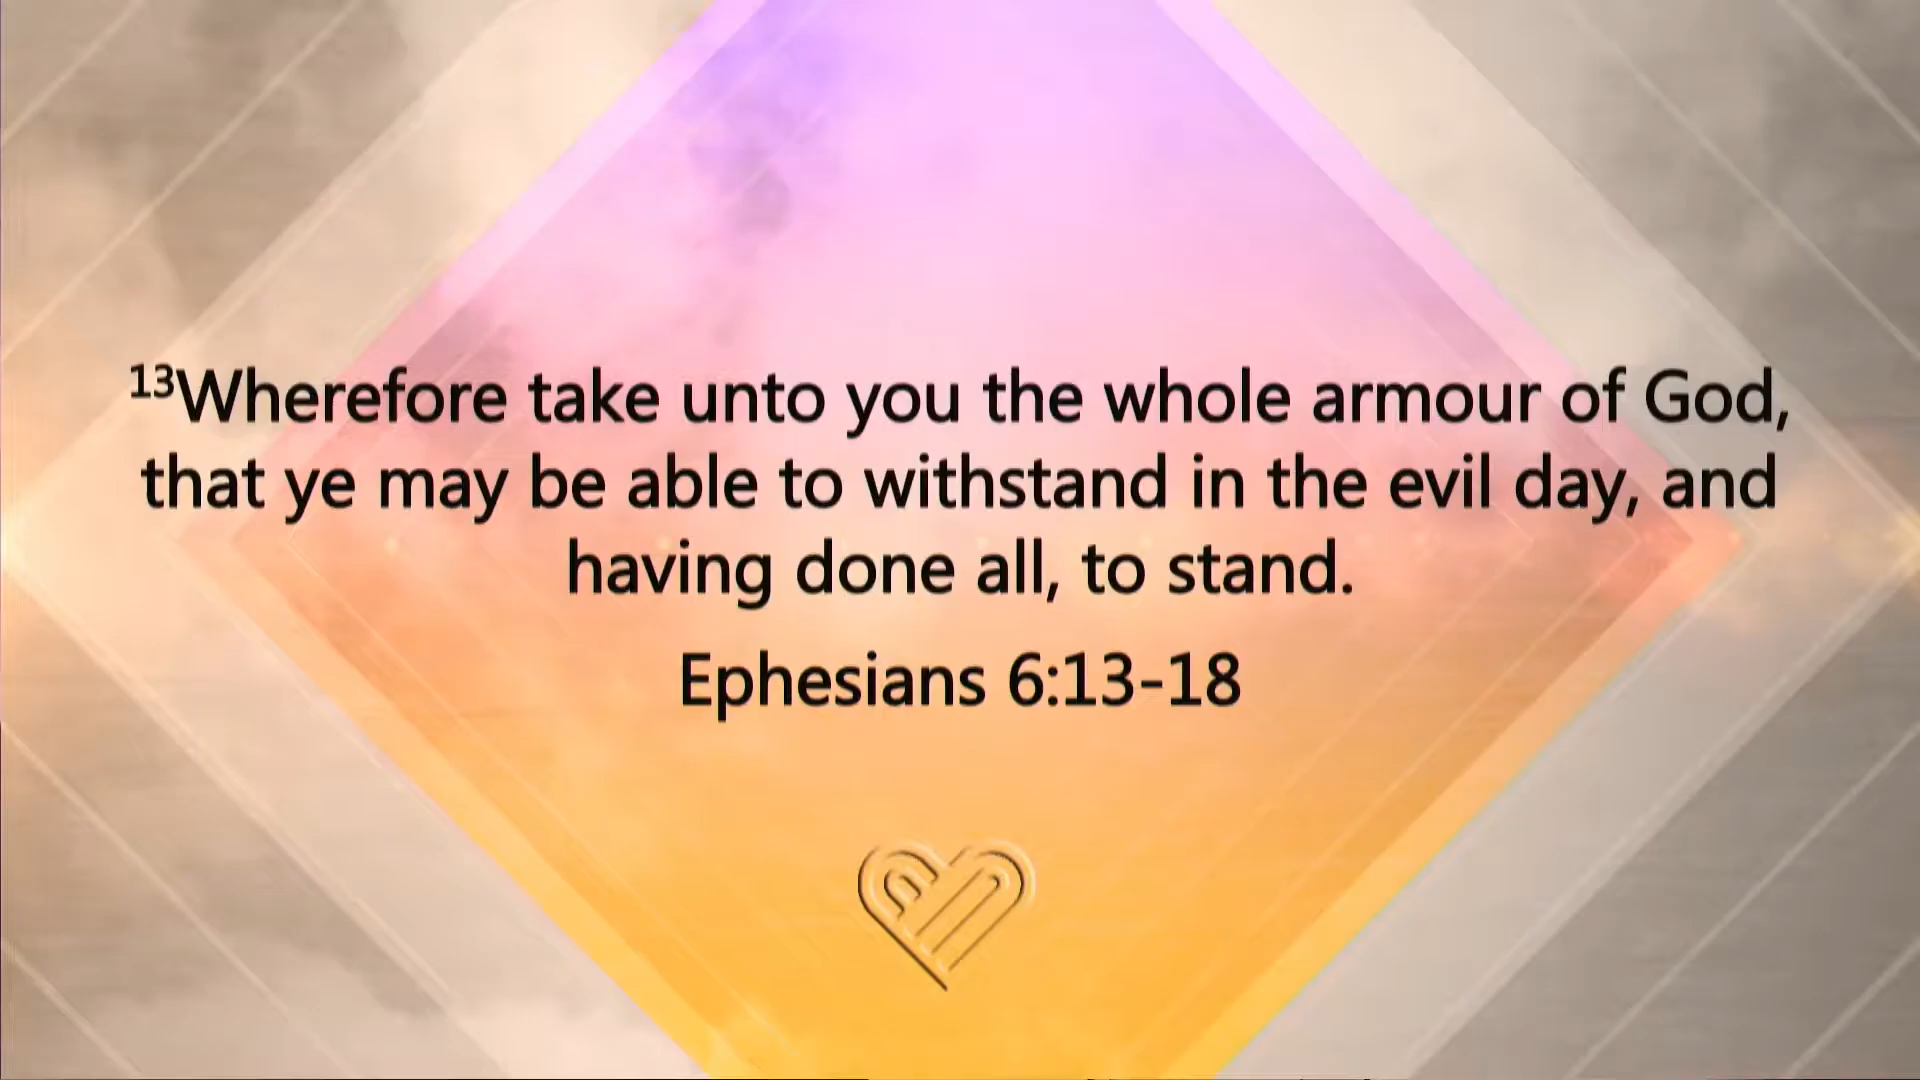 ¹³Wherefore take unto you the whole armour of God,
that ye may be able to withstand in the evil day, and
having done all, to stand.
Ephesians 6:13-18